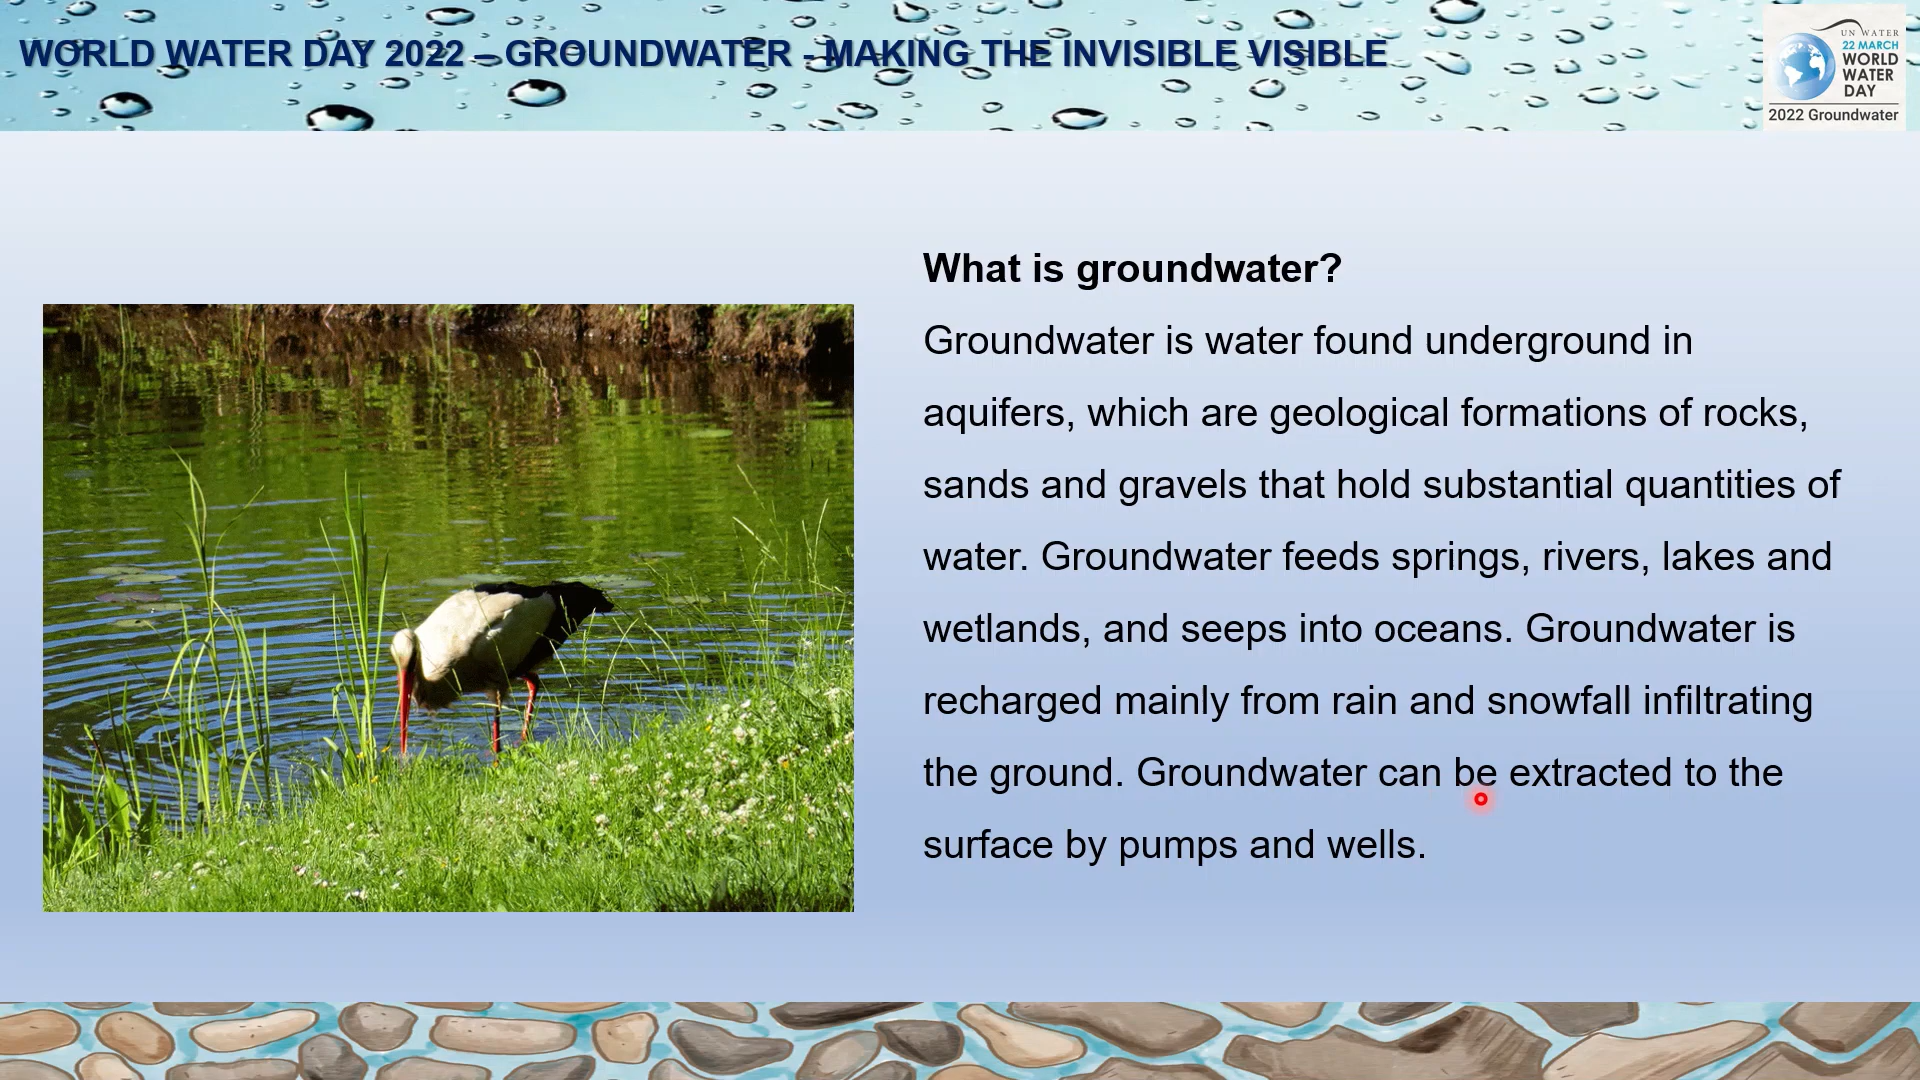 WORLD WATER DAY 2022 – GROUNDWATER - MAKING THE INVISIBLE VISIBLE
UN WATER
22 MARCH
WORLD
WATER
DAY
2022 Groundwater
What is groundwater?
Groundwater is water found underground in
aquifers, which are geological formations of rocks,
sands and gravels that hold substantial quantities of
water. Groundwater feeds springs, rivers, lakes and
wetlands, and seeps into oceans. Groundwater is
recharged mainly from rain and snowfall infiltrating
the ground. Groundwater can be extracted to the
surface by pumps and wells.